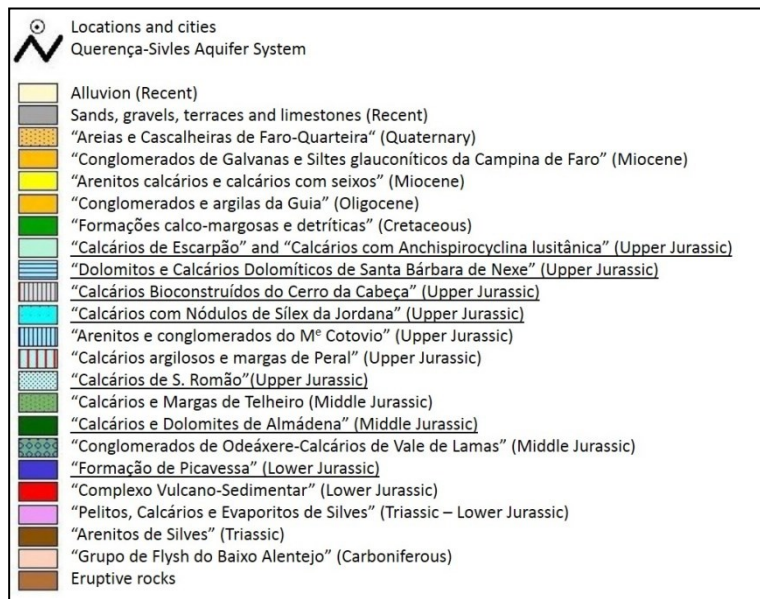 Locations and cities
Querença-Sivles Aquifer System
Alluvion (Recent)
Sands, gravels, terraces and limestones (Recent)
“Areias e Cascalheiras de Faro-Quarteira“ (Quaternary)
“Conglomerados de Galvanas e Siltes glauconíticos da Campina de Faro” (Miocene)
“Arenitos calcários e calcários com seixos” (Miocene)
“Conglomerados e argilas da Guia” (Oligocene)
“Formações calco-margosas e detríticas” (Cretaceous)
“Calcários de Escarpão” and “Calcários com Anchispirocyclina lusitânica” (Upper Jurassic)
“Dolomitos e Calcários Dolomíticos de Santa Bárbara de Nexe” (Upper Jurassic)
“Calcários Bioconstruídos do Cerro da Cabeça” (Upper Jurassic)
“Calcários com Nódulos de Sílex da Jordana” (Upper Jurassic)
“Arenitos e conglomerados do Mᵉ Cotovio” (Upper Jurassic)
“Calcários argilosos e margas de Peral” (Upper Jurassic)
“Calcários de S. Romão”(Upper Jurassic)
“Calcários e Margas de Telheiro” (Middle Jurassic)
“Calcários e Dolomites de Almádena” (Middle Jurassic)
“Conglomerados de Odeáxere-Calcários de Vale de Lamas” (Middle Jurassic)
“Formação de Picavessa” (Lower Jurassic)
“Complexo Vulcano-Sedimentar” (Lower Jurassic)
“Pelitos, Calcários e Evaporitos de Silves” (Triassic – Lower Jurassic)
“Arenitos de Silves” (Triassic)
“Grupo de Flysh do Baixo Alentejo” (Carboniferous)
Eruptive rocks